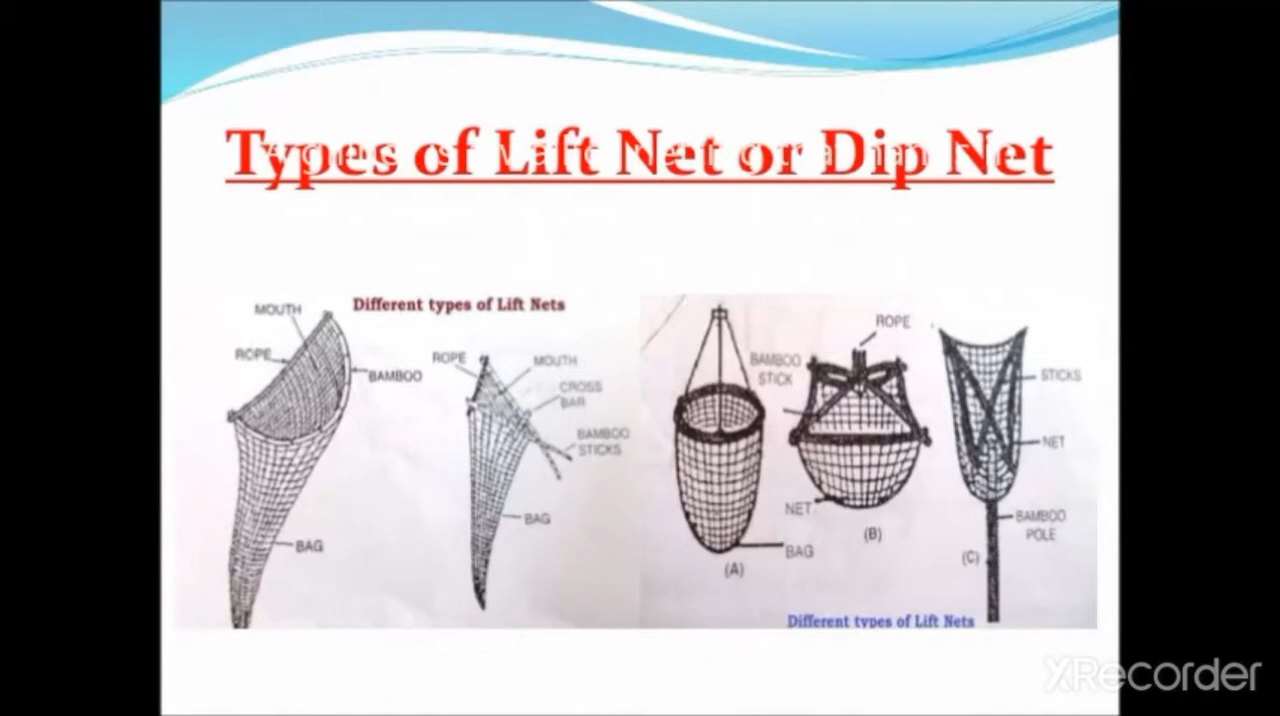 Types of Lift Net or Dip Net
Different types of Lift Nets
MOUTH
ROPE
BAMBOO
BAG
ROPE
MOUTH
CROSS
BAR
BAMBOO
STICKS
BAG
BAMBOO
STICK
BAG
(A)
ROPE
NET
(B)
STICKS
NET
BAMBOO
POLE
(C)
Different types of Lift Nets
XRecorder